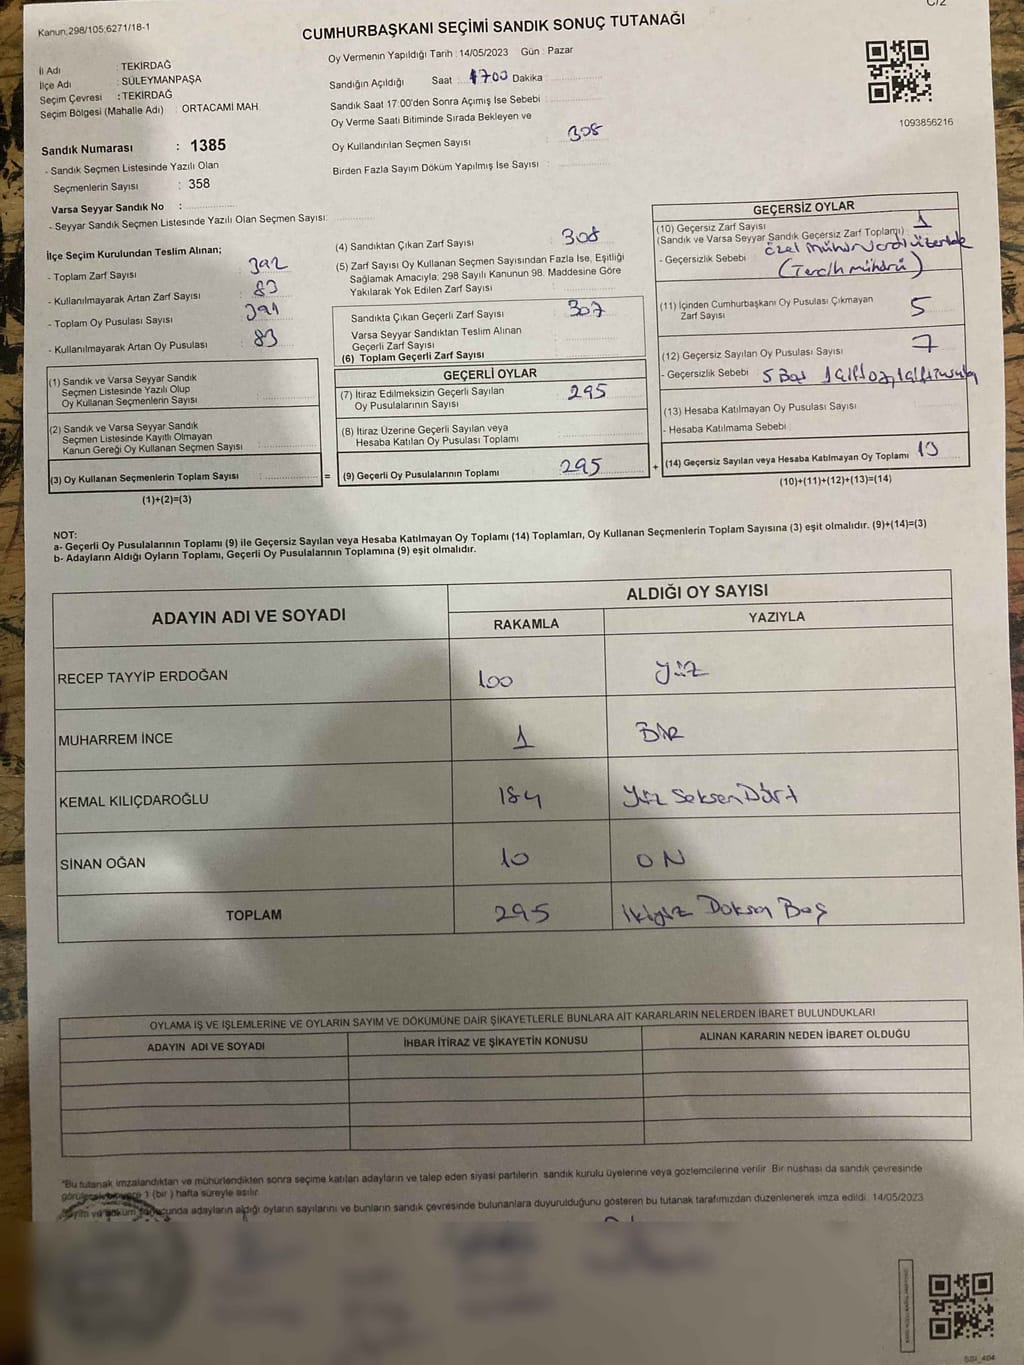 Kanun;298/105;6271/18-1
C/2
CUMHURBAŞKANI SEÇİMİ SANDIK SONUÇ TUTANAĞI
İl Adı : TEKİRDAĞ
İlçe Adı : SÜLEYMANPAŞA
Seçim Çevresi : TEKİRDAĞ
Seçim Bölgesi (Mahalle Adı) : ORTACAMİ MAH.
Sandık Numarası : 1385
- Sandık Seçmen Listesinde Yazılı Olan
Seçmenlerin Sayısı : 358
Varsa Seyyar Sandık No :
- Seyyar Sandık Seçmen Listesinde Yazılı Olan Seçmen Sayısı:
Oy Vermenin Yapıldığı Tarih : 14/05/2023 Gün : Pazar
Sandığın Açıldığı Saat : 1700 Dakika :
Sandık Saat 17:00'den Sonra Açımış İse Sebebi :
Oy Verme Saati Bitiminde Sırada Bekleyen ve
Oy Kullandırılan Seçmen Sayısı : 308
Birden Fazla Sayım Döküm Yapılmış İse Sayısı :
1093856216
İlçe Seçim Kurulundan Teslim Alınan;
- Toplam Zarf Sayısı : 392
- Kullanılmayarak Artan Zarf Sayısı : 83
- Toplam Oy Pusulası Sayısı : 391
- Kullanılmayarak Artan Oy Pusulası : 83
(1) Sandık ve Varsa Seyyar Sandık
Seçmen Listesinde Yazılı Olup
Oy Kullanan Seçmenlerin Sayısı :
(2) Sandık ve Varsa Seyyar Sandık
Seçmen Listesinde Kayıtlı Olmayan
Kanun Gereği Oy Kullanan Seçmen Sayısı :
(3) Oy Kullanan Seçmenlerin Toplam Sayısı :
(1)+(2)=(3)
(4) Sandıktan Çıkan Zarf Sayısı : 308
(5) Zarf Sayısı Oy Kullanan Seçmen Sayısından Fazla İse, Eşitliği
Sağlamak Amacıyla, 298 Sayılı Kanunun 98. Maddesine Göre
Yakılarak Yok Edilen Zarf Sayısı :
Sandıkta Çıkan Geçerli Zarf Sayısı : 307
Varsa Seyyar Sandıktan Teslim Alınan
Geçerli Zarf Sayısı :
(6) Toplam Geçerli Zarf Sayısı :
GEÇERLİ OYLAR
(7) İtiraz Edilmeksizin Geçerli Sayılan
Oy Pusulalarının Sayısı : 295
(8) İtiraz Üzerine Geçerli Sayılan veya
Hesaba Katılan Oy Pusulası Toplamı :
= (9) Geçerli Oy Pusulalarının Toplamı : 295
GEÇERSİZ OYLAR
(10) Geçersiz Zarf Sayısı
(Sandık ve Varsa Seyyar Sandık Geçersiz Zarf Toplamı) : 1
- Geçersizlik Sebebi : özel mühür vardı üzerinde
(Tercih mührü)
(11) İçinden Cumhurbaşkanı Oy Pusulası Çıkmayan
Zarf Sayısı : 5
(12) Geçersiz Sayılan Oy Pusulası Sayısı : 7
- Geçersizlik Sebebi : 5 Boş
(13) Hesaba Katılmayan Oy Pusulası Sayısı :
- Hesaba Katılmama Sebebi :
+ (14) Geçersiz Sayılan veya Hesaba Katılmayan Oy Toplamı : 13
(10)+(11)+(12)+(13)=(14)
NOT:
a- Geçerli Oy Pusulalarının Toplamı (9) ile Geçersiz Sayılan veya Hesaba Katılmayan Oy Toplamı (14) Toplamları, Oy Kullanan Seçmenlerin Toplam Sayısına (3) eşit olmalıdır. (9)+(14)=(3)
b- Adayların Aldığı Oyların Toplamı, Geçerli Oy Pusulalarının Toplamına (9) eşit olmalıdır.
ADAYIN ADI VE SOYADI
ALDIĞI OY SAYISI
RAKAMLA YAZIYLA
RECEP TAYYİP ERDOĞAN 100 Yüz
MUHARREM İNCE 1 BİR
KEMAL KILIÇDAROĞLU 184 Yüz Seksen Dört
SİNAN OĞAN 10 ON
TOPLAM 295 ikiyüz Doksan Beş
OYLAMA İŞ VE İŞLEMLERİNE VE OYLARIN SAYIM VE DÖKÜMÜNE DAİR ŞİKAYETLERLE BUNLARA AİT KARARLARIN NELERDEN İBARET BULUNDUKLARI
ADAYIN ADI VE SOYADI İHBAR İTİRAZ VE ŞİKAYETİN KONUSU ALINAN KARARIN NEDEN İBARET OLDUĞU
*Bu tutanak imzalandıktan ve mühürlendikten sonra seçime katılan adayların ve talep eden siyasi partilerin sandık kurulu üyelerine veya gözlemcilerine verilir. Bir nüshası da sandık çevresinde
1 (bir ) hafta süreyle asılır.
adayların aldığı oyların sayılarını ve bunların sandık çevresinde bulunanlara duyurulduğunu gösteren bu tutanak tarafımızdan düzenlenerek imza edildi. 14/05/2023